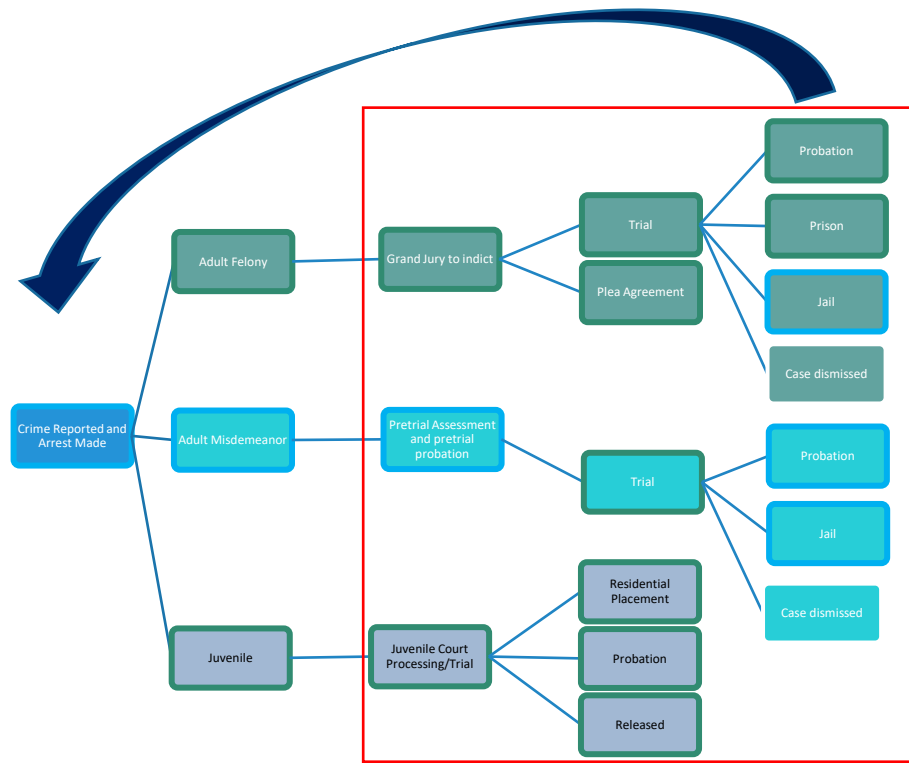 Probation
Prison
Trial
Adult Felony
Grand Jury to indict
Plea Agreement
Jail
Case dismissed
Crime Reported and
Arrest Made
Adult Misdemeanor
Pretrial Assessment
and pretrial
probation
Trial
Probation
Jail
Case dismissed
Juvenile
Juvenile Court
Processing/Trial
Residential
Placement
Probation
Released